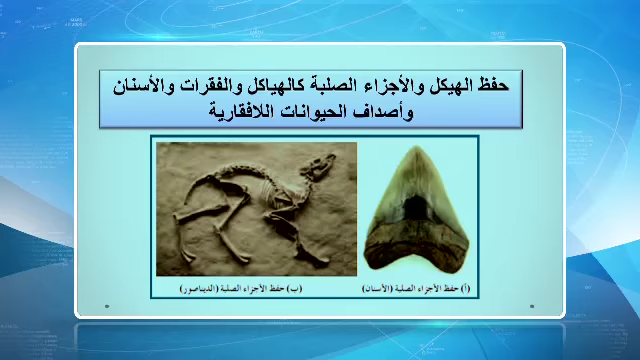 حفظ الهيكل والأجزاء الصلبة كالهياكل والفقرات والأسنان
وأصداف الحيوانات اللافقارية
(أ) حفظ الأجزاء الصلبة (الأسنان)
(ب) حفظ الأجزاء الصلبة (الديناصور)